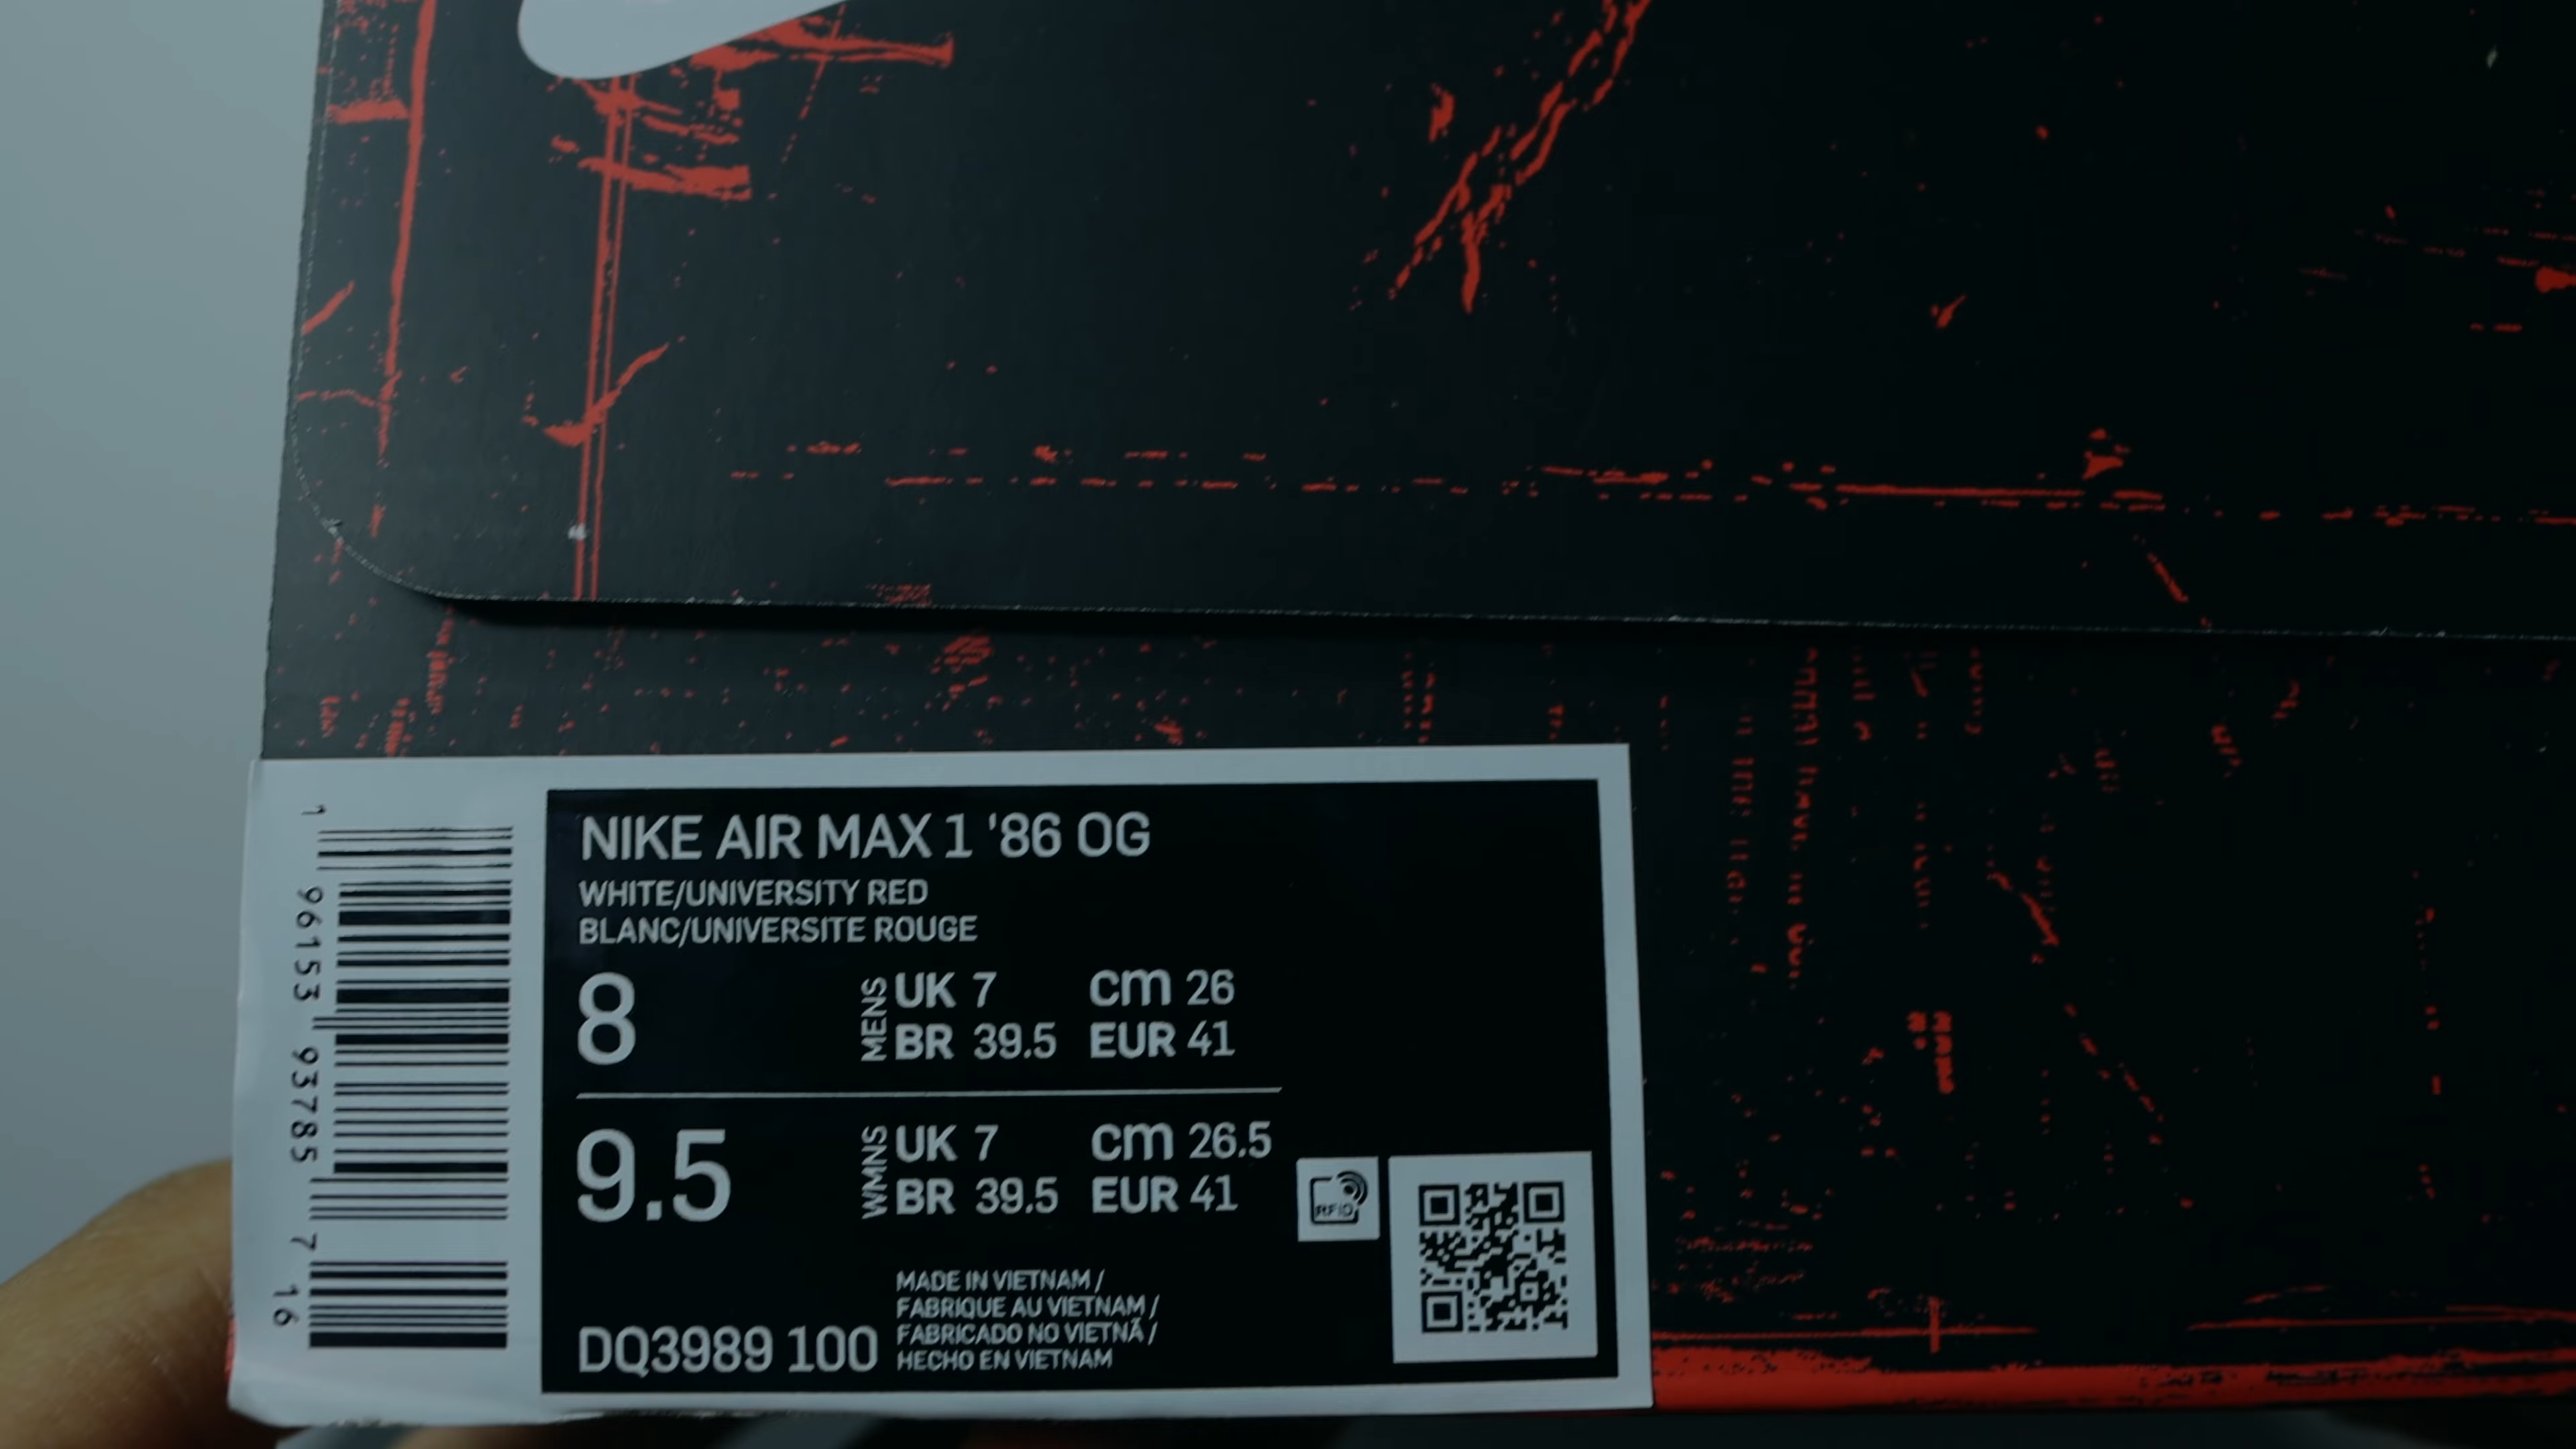 NIKE AIR MAX 1 '86 OG
WHITE/UNIVERSITY RED
BLANC/UNIVERSITE ROUGE
8
MENS
UK 7 cm 26
BR 39.5 EUR 41
9.5
WMNS
UK 7 cm 26.5
BR 39.5 EUR 41
RFID
MADE IN VIETNAM /
FABRIQUE AU VIETNAM /
FABRICADO NO VIETNÃ /
HECHO EN VIETNAM
DQ3989 100
1 96153 93785 7 16